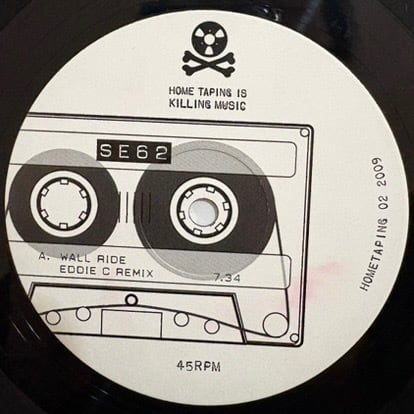 HOME TAPING IS
KILLING MUSIC
SE62
A. WALL RIDE
EDDIE C REMIX
7.34
HOMETAPING 02 2009
45RPM